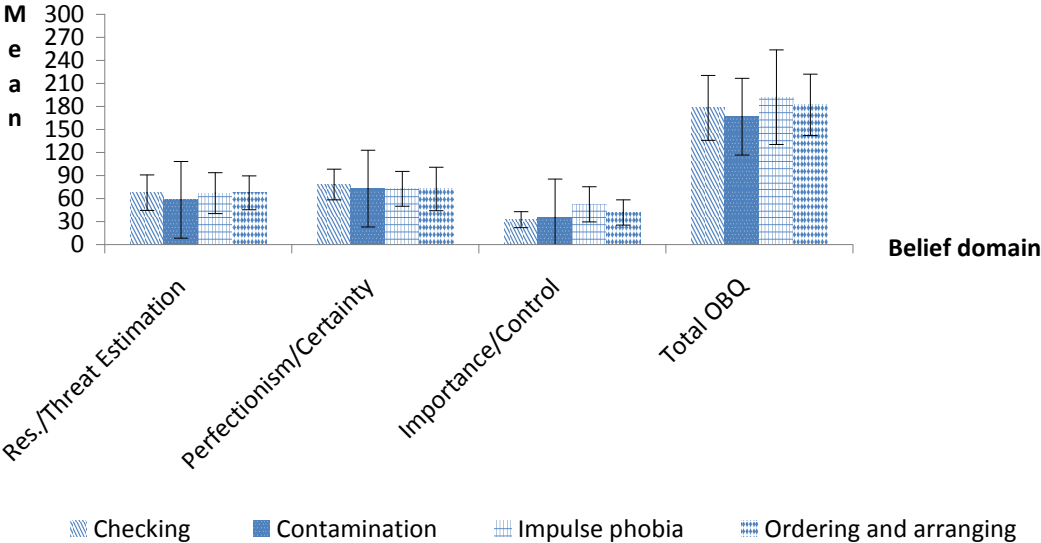 M
e
a
n
300
270
240
210
180
150
120
90
60
30
0
Belief domain
Res./Threat Estimation
Perfectionism/Certainty
Importance/Control
Total OBQ
Checking
Contamination
Impulse phobia
Ordering and arranging